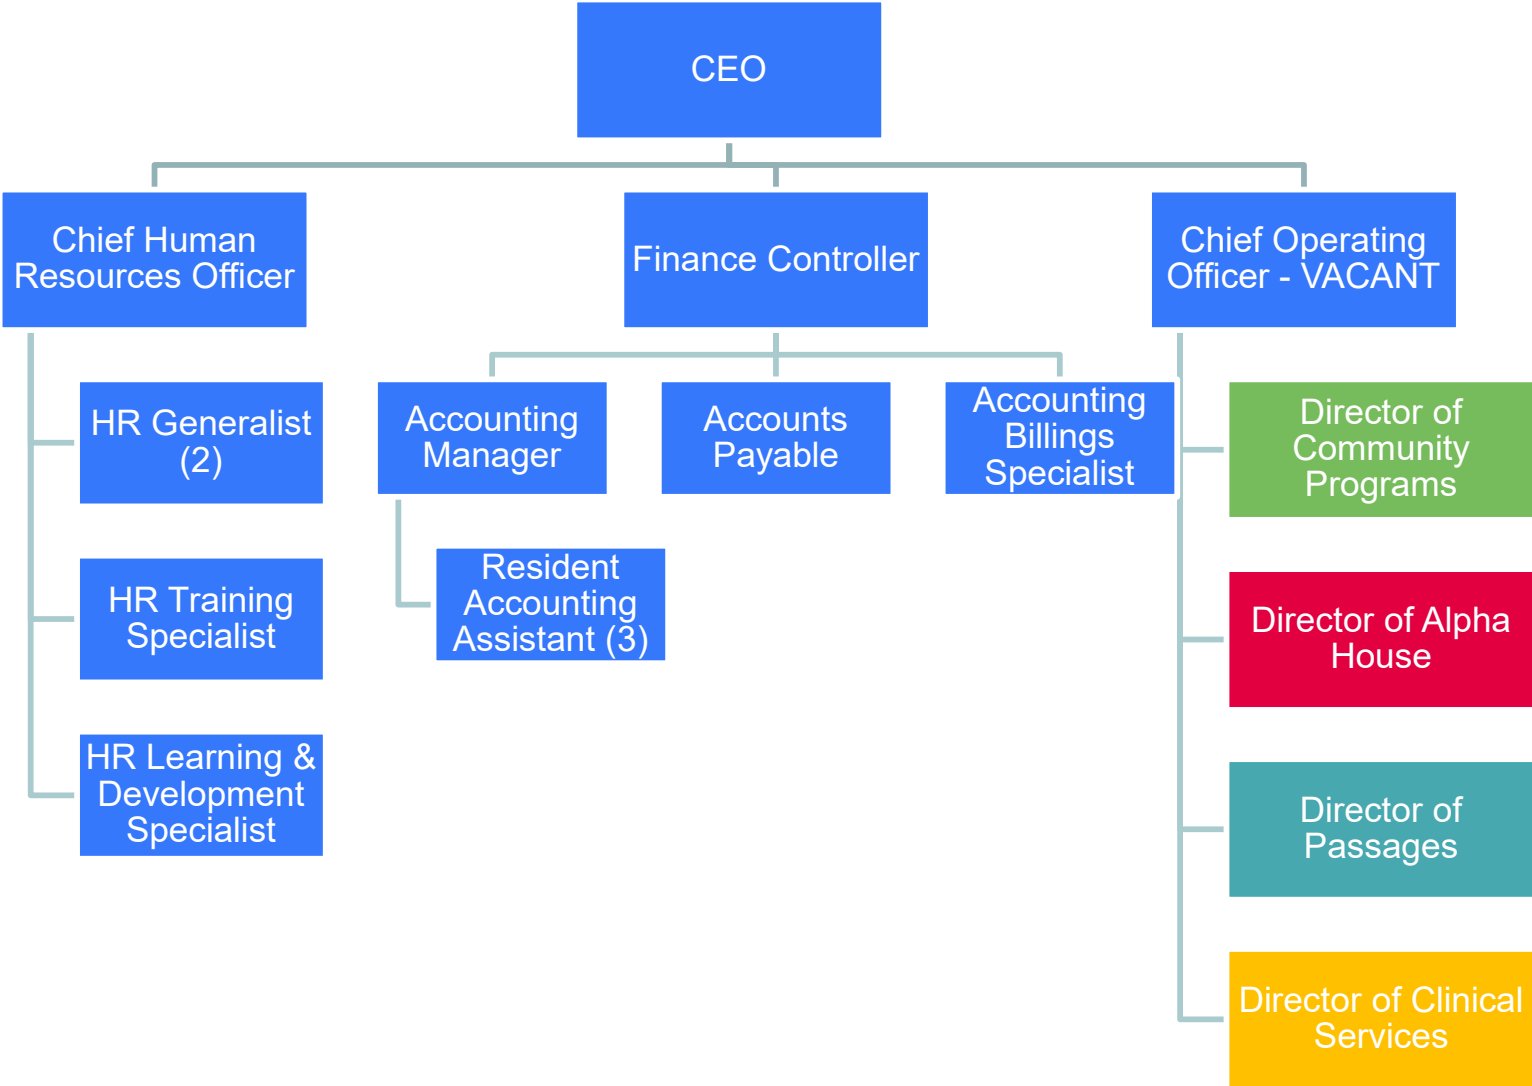 CEO
Chief Human
Resources Officer
Finance Controller
Chief Operating
Officer - VACANT
HR Generalist
(2)
HR Training
Specialist
HR Learning &
Development
Specialist
Accounting
Manager
Resident
Accounting
Assistant (3)
Accounts
Payable
Accounting
Billings
Specialist
Director of
Community
Programs
Director of Alpha
House
Director of
Passages
Director of Clinical
Services